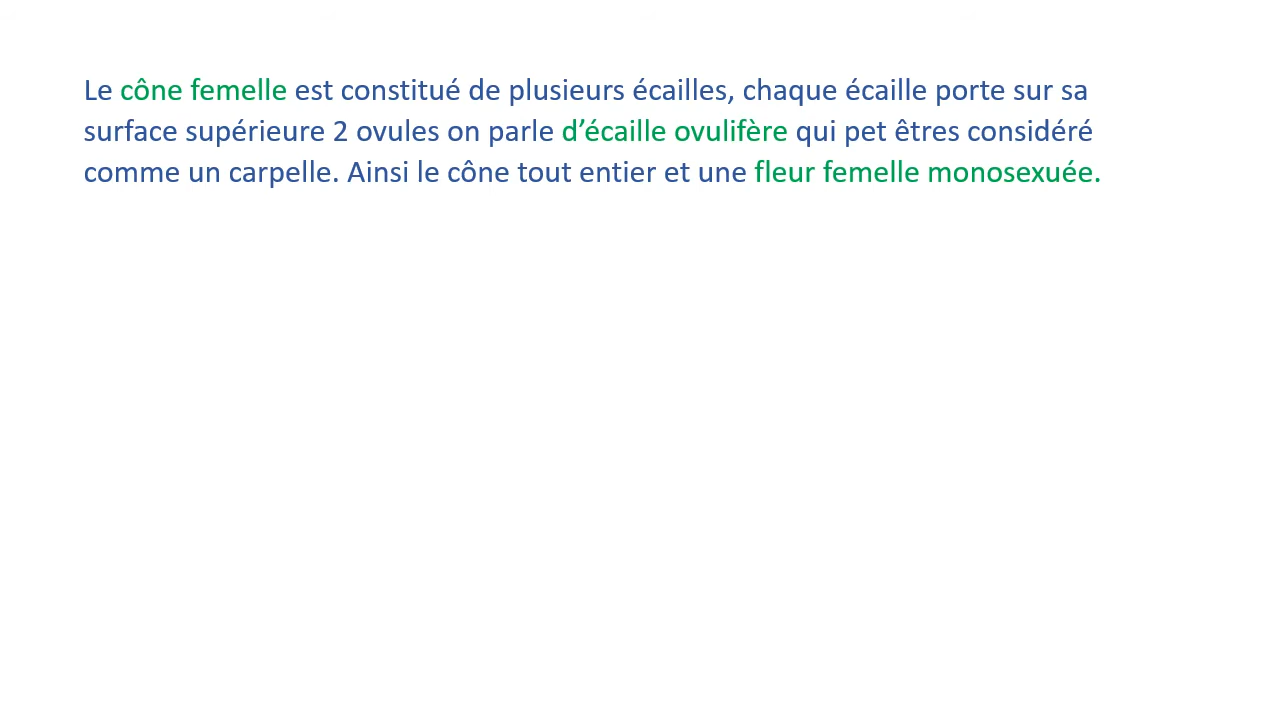 Le cône femelle est constitué de plusieurs écailles, chaque écaille porte sur sa
surface supérieure 2 ovules on parle d’écaille ovulifère qui pet êtres considéré
comme un carpelle. Ainsi le cône tout entier et une fleur femelle monosexuée.